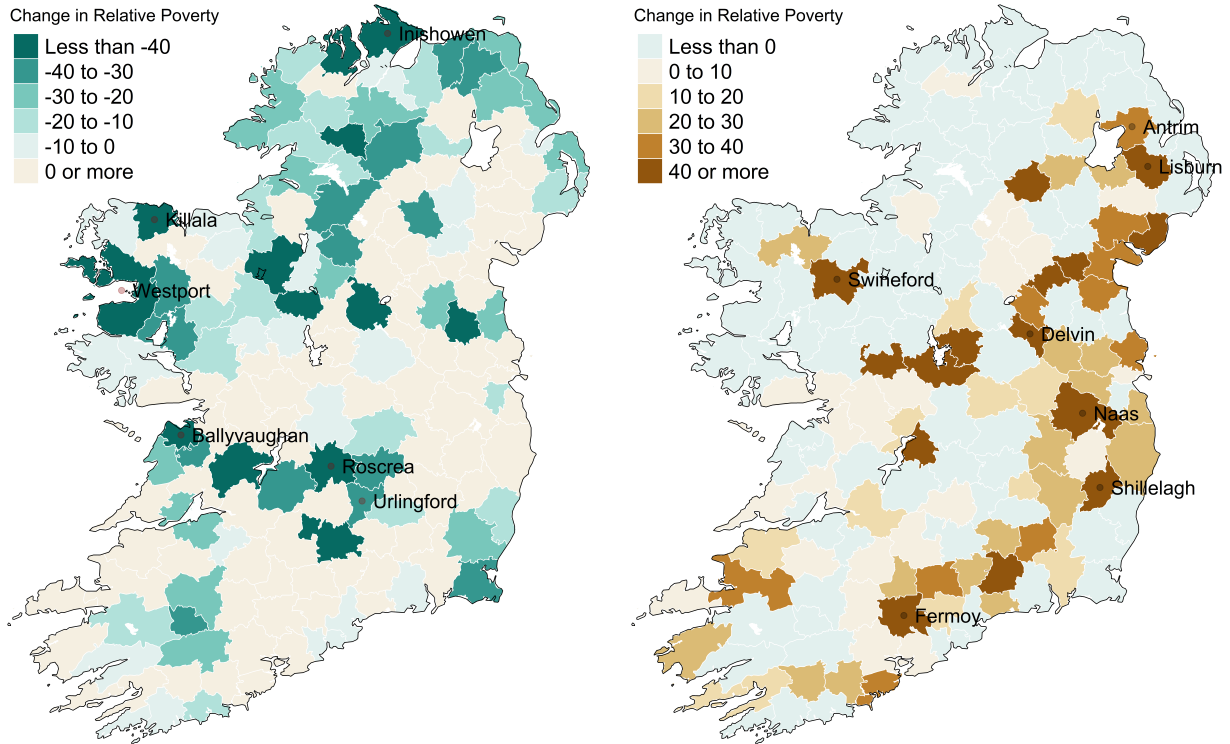 Change in Relative Poverty
Less than -40
-40 to -30
-30 to -20
-20 to -10
-10 to 0
0 or more
Inishowen
Killala
Westport
Ballyvaughan
Roscrea
Urlingford
Change in Relative Poverty
Less than 0
0 to 10
10 to 20
20 to 30
30 to 40
40 or more
Antrim
Lisburn
Swineford
Delvin
Naas
Shillelagh
Fermoy